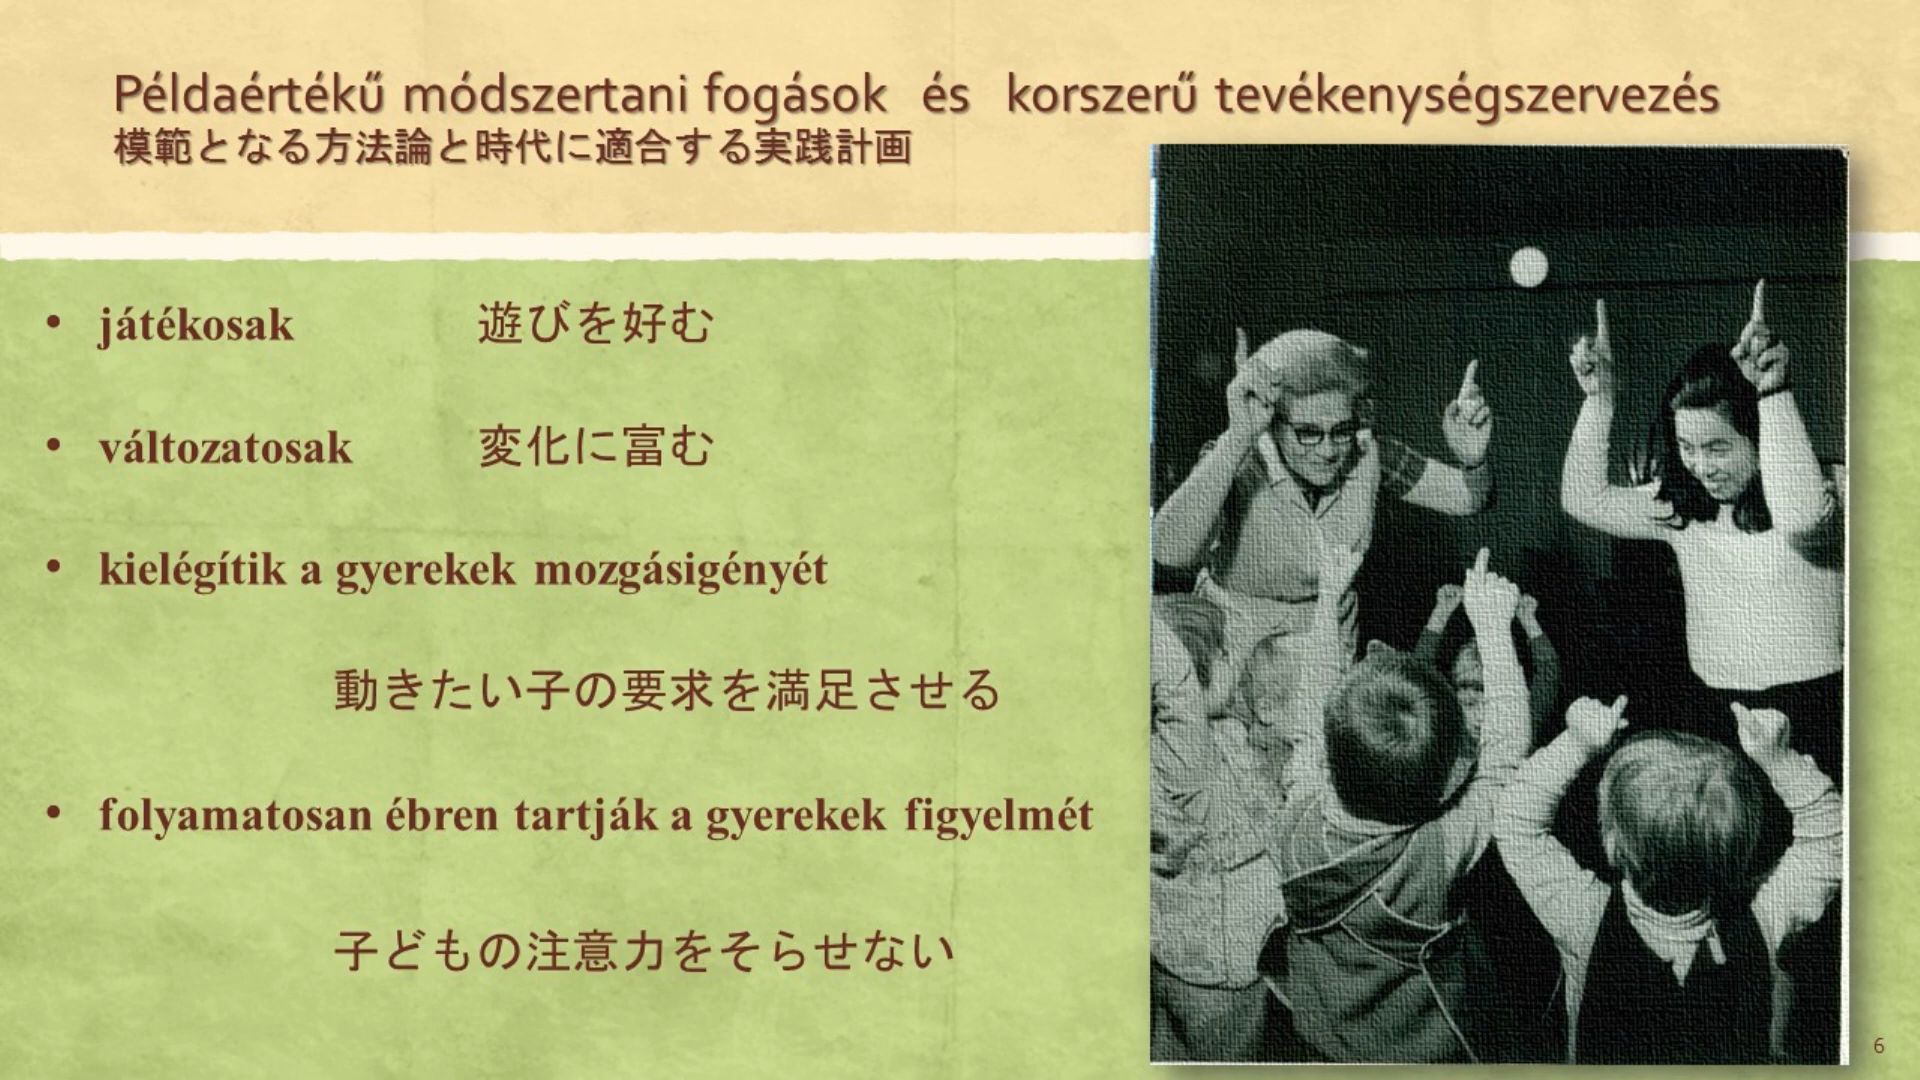 Példaértékű módszertani fogások és korszerű tevékenységszervezés
模範となる方法論と時代に適合する実践計画
• játékosak 遊びを好む
• változatosak 変化に富む
• kielégítik a gyerekek mozgásigényét
動きたい子の要求を満足させる
• folyamatosan ébren tartják a gyerekek figyelmét
子どもの注意力をそらせない
6